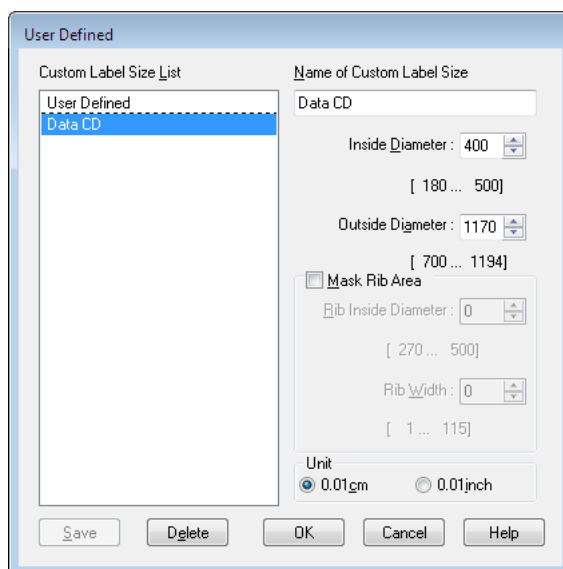 User Defined
Custom Label Size List
User Defined
Data CD
Name of Custom Label Size
Data CD
Inside Diameter : 400
[ 180 ... 500]
Outside Diameter : 1170
[ 700 ... 1194]
Mask Rib Area
Rib Inside Diameter : 0
[ 270 ... 500]
Rib Width : 0
[ 1 ... 115]
Unit
0.01cm 0.01inch
Save Delete OK Cancel Help